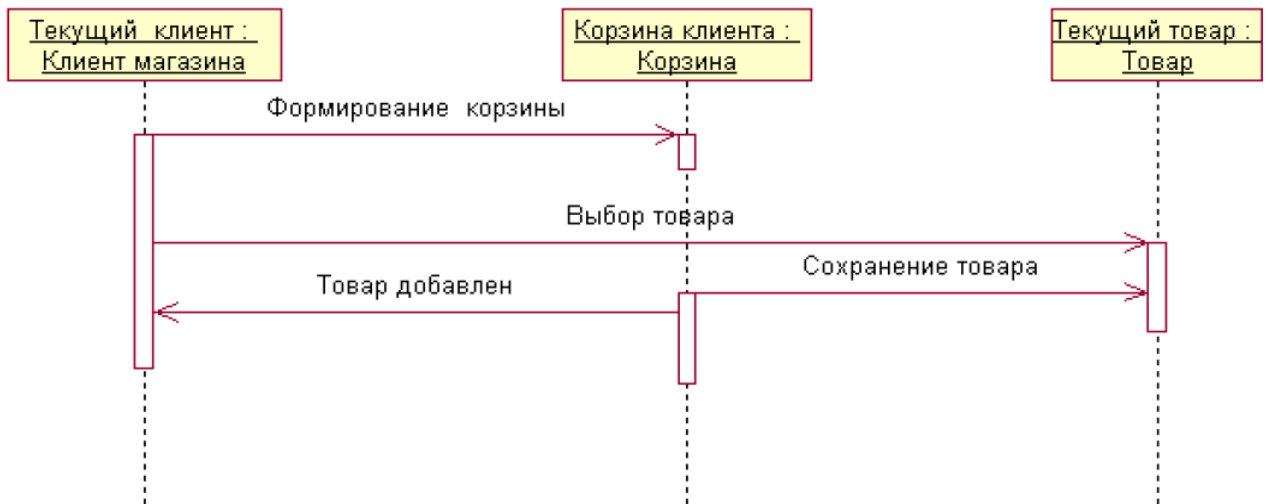 Текущий клиент :
Клиент магазина
Корзина клиента :
Корзина
Текущий товар :
Товар
Формирование корзины
Выбор товара
Сохранение товара
Товар добавлен